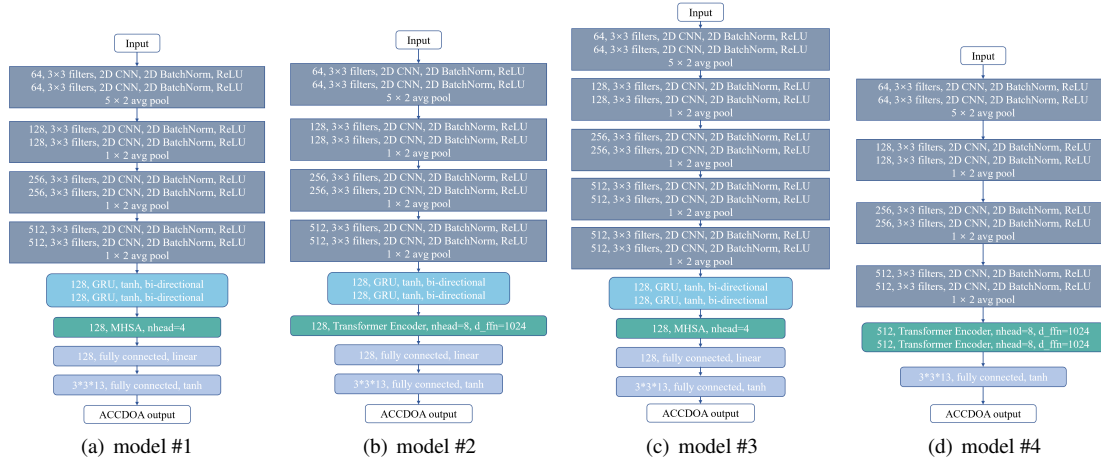 Input
64, 3×3 filters, 2D CNN, 2D BatchNorm, ReLU
64, 3×3 filters, 2D CNN, 2D BatchNorm, ReLU
5 × 2 avg pool
128, 3×3 filters, 2D CNN, 2D BatchNorm, ReLU
128, 3×3 filters, 2D CNN, 2D BatchNorm, ReLU
1 × 2 avg pool
256, 3×3 filters, 2D CNN, 2D BatchNorm, ReLU
256, 3×3 filters, 2D CNN, 2D BatchNorm, ReLU
1 × 2 avg pool
512, 3×3 filters, 2D CNN, 2D BatchNorm, ReLU
512, 3×3 filters, 2D CNN, 2D BatchNorm, ReLU
1 × 2 avg pool
128, GRU, tanh, bi-directional
128, GRU, tanh, bi-directional
128, MHSA, nhead=4
128, fully connected, linear
3*3*13, fully connected, tanh
ACCDOA output
(a) model #1
Input
64, 3×3 filters, 2D CNN, 2D BatchNorm, ReLU
64, 3×3 filters, 2D CNN, 2D BatchNorm, ReLU
5 × 2 avg pool
128, 3×3 filters, 2D CNN, 2D BatchNorm, ReLU
128, 3×3 filters, 2D CNN, 2D BatchNorm, ReLU
1 × 2 avg pool
256, 3×3 filters, 2D CNN, 2D BatchNorm, ReLU
256, 3×3 filters, 2D CNN, 2D BatchNorm, ReLU
1 × 2 avg pool
512, 3×3 filters, 2D CNN, 2D BatchNorm, ReLU
512, 3×3 filters, 2D CNN, 2D BatchNorm, ReLU
1 × 2 avg pool
128, GRU, tanh, bi-directional
128, GRU, tanh, bi-directional
128, Transformer Encoder, nhead=8, d_ffn=1024
128, fully connected, linear
3*3*13, fully connected, tanh
ACCDOA output
(b) model #2
Input
64, 3×3 filters, 2D CNN, 2D BatchNorm, ReLU
64, 3×3 filters, 2D CNN, 2D BatchNorm, ReLU
5 × 2 avg pool
128, 3×3 filters, 2D CNN, 2D BatchNorm, ReLU
128, 3×3 filters, 2D CNN, 2D BatchNorm, ReLU
1 × 2 avg pool
256, 3×3 filters, 2D CNN, 2D BatchNorm, ReLU
256, 3×3 filters, 2D CNN, 2D BatchNorm, ReLU
1 × 2 avg pool
512, 3×3 filters, 2D CNN, 2D BatchNorm, ReLU
512, 3×3 filters, 2D CNN, 2D BatchNorm, ReLU
1 × 2 avg pool
512, 3×3 filters, 2D CNN, 2D BatchNorm, ReLU
512, 3×3 filters, 2D CNN, 2D BatchNorm, ReLU
1 × 2 avg pool
128, GRU, tanh, bi-directional
128, GRU, tanh, bi-directional
128, MHSA, nhead=4
128, fully connected, linear
3*3*13, fully connected, tanh
ACCDOA output
(c) model #3
Input
64, 3×3 filters, 2D CNN, 2D BatchNorm, ReLU
64, 3×3 filters, 2D CNN, 2D BatchNorm, ReLU
5 × 2 avg pool
128, 3×3 filters, 2D CNN, 2D BatchNorm, ReLU
128, 3×3 filters, 2D CNN, 2D BatchNorm, ReLU
1 × 2 avg pool
256, 3×3 filters, 2D CNN, 2D BatchNorm, ReLU
256, 3×3 filters, 2D CNN, 2D BatchNorm, ReLU
1 × 2 avg pool
512, 3×3 filters, 2D CNN, 2D BatchNorm, ReLU
512, 3×3 filters, 2D CNN, 2D BatchNorm, ReLU
1 × 2 avg pool
512, Transformer Encoder, nhead=8, d_ffn=1024
512, Transformer Encoder, nhead=8, d_ffn=1024
3*3*13, fully connected, tanh
ACCDOA output
(d) model #4